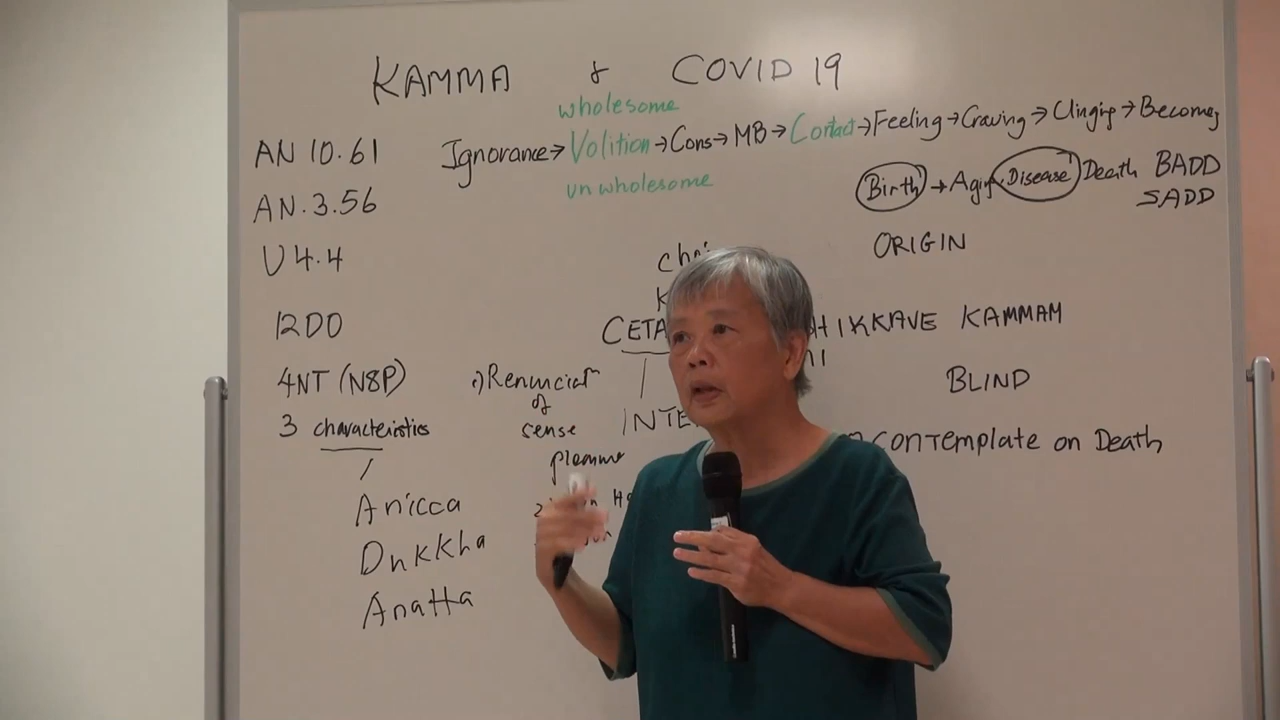 KAMMA & COVID 19
wholesome
Ignorance → Volition → Cons → MB → Contact → Feeling → Craving → Clinging → Becoming
unwholesome
Birth → Aging Disease Death BADD
SADD
ORIGIN
AN 10.61
AN.3.56
U 4.4
12DO
4NT (N8P)
3 characteristics
Anicca
Dukkha
Anatta
1) Renunciat
of
sense
CETA HIKKAVE KAMMAM
INTE
BLIND
CONTEMPLATE on Death